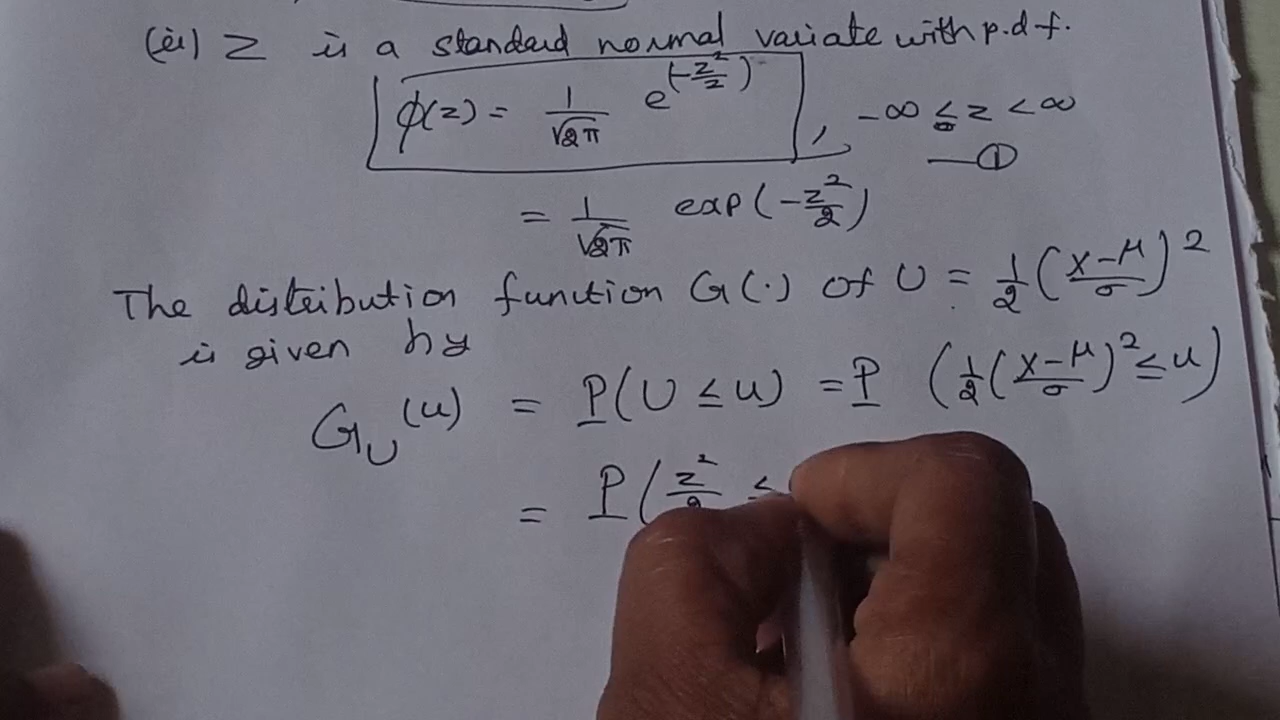 (ii) Z is a standard normal variate with p.d.f.
φ(z) = 1/√2π e^(-z²/2) , -∞ ≤ z < ∞
—①
= 1/√2π exp(-z²/2)
The distribution function G(.) of U = 1/2 (X-μ/σ)²
is given by
G_U(u) = P(U ≤ u) = P (1/2 (X-μ/σ)² ≤ u)
= P(z²/2 ≤